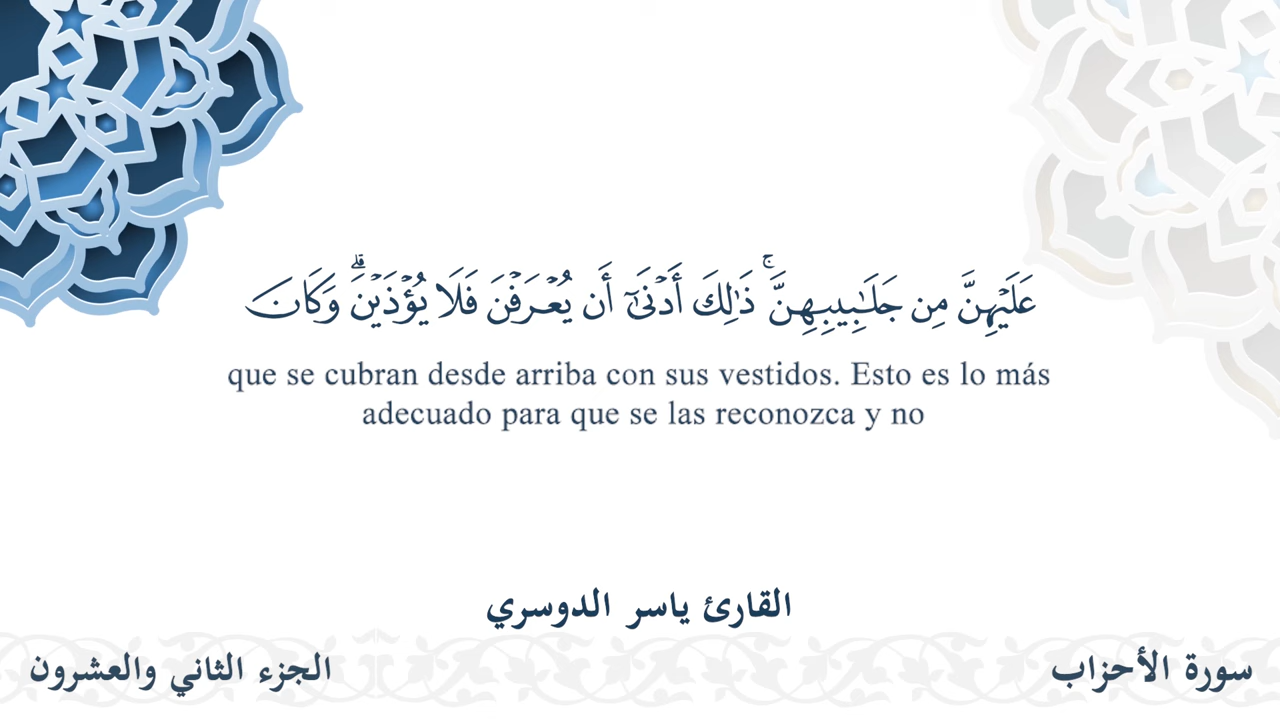 عَلَيْهِنَّ مِن جَلَـٰبِيبِهِنَّ ۚ ذَٰلِكَ أَدْنَىٰٓ أَن يُعْرَفْنَ فَلَا يُؤْذَيْنَ ۗ وَكَانَ
que se cubran desde arriba con sus vestidos. Esto es lo más
adecuado para que se las reconozca y no
القارئ ياسر الدوسري
سورة الأحزاب
الجزء الثاني والعشرون